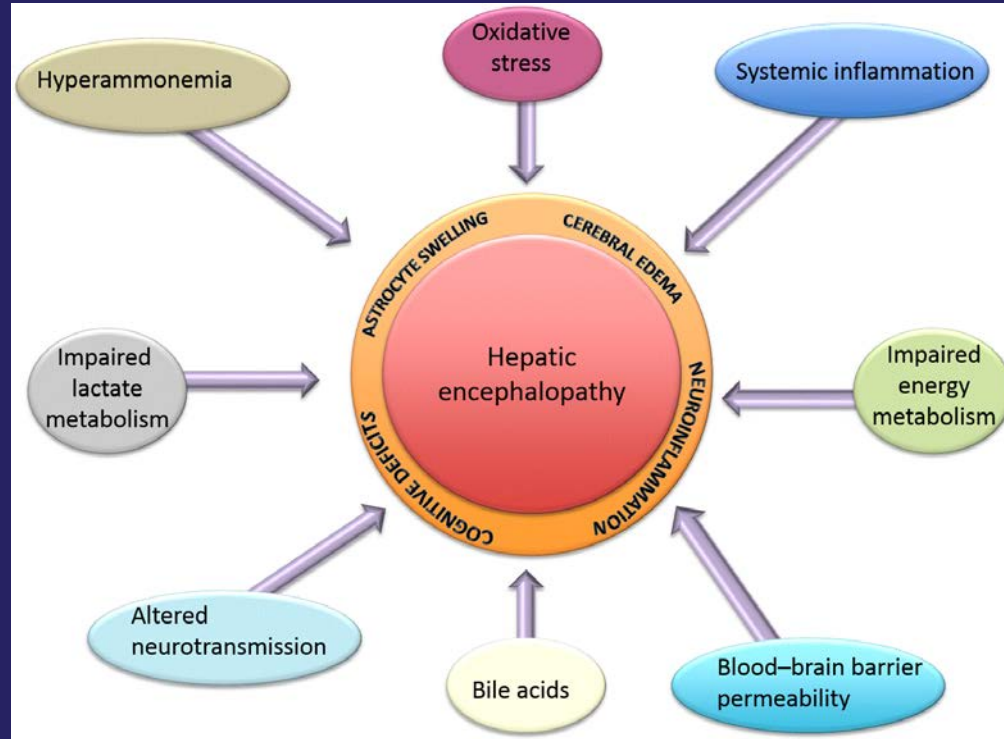 Hyperammonemia
Oxidative
stress
Systemic inflammation
ASTROCYTE SWELLING
CEREBRAL EDEMA
Impaired
lactate
metabolism
Hepatic
encephalopathy
Impaired
energy
metabolism
COGNITIVE DEFICITS
NEUROINFLAMMATION
Altered
neurotransmission
Bile acids
Blood–brain barrier
permeability